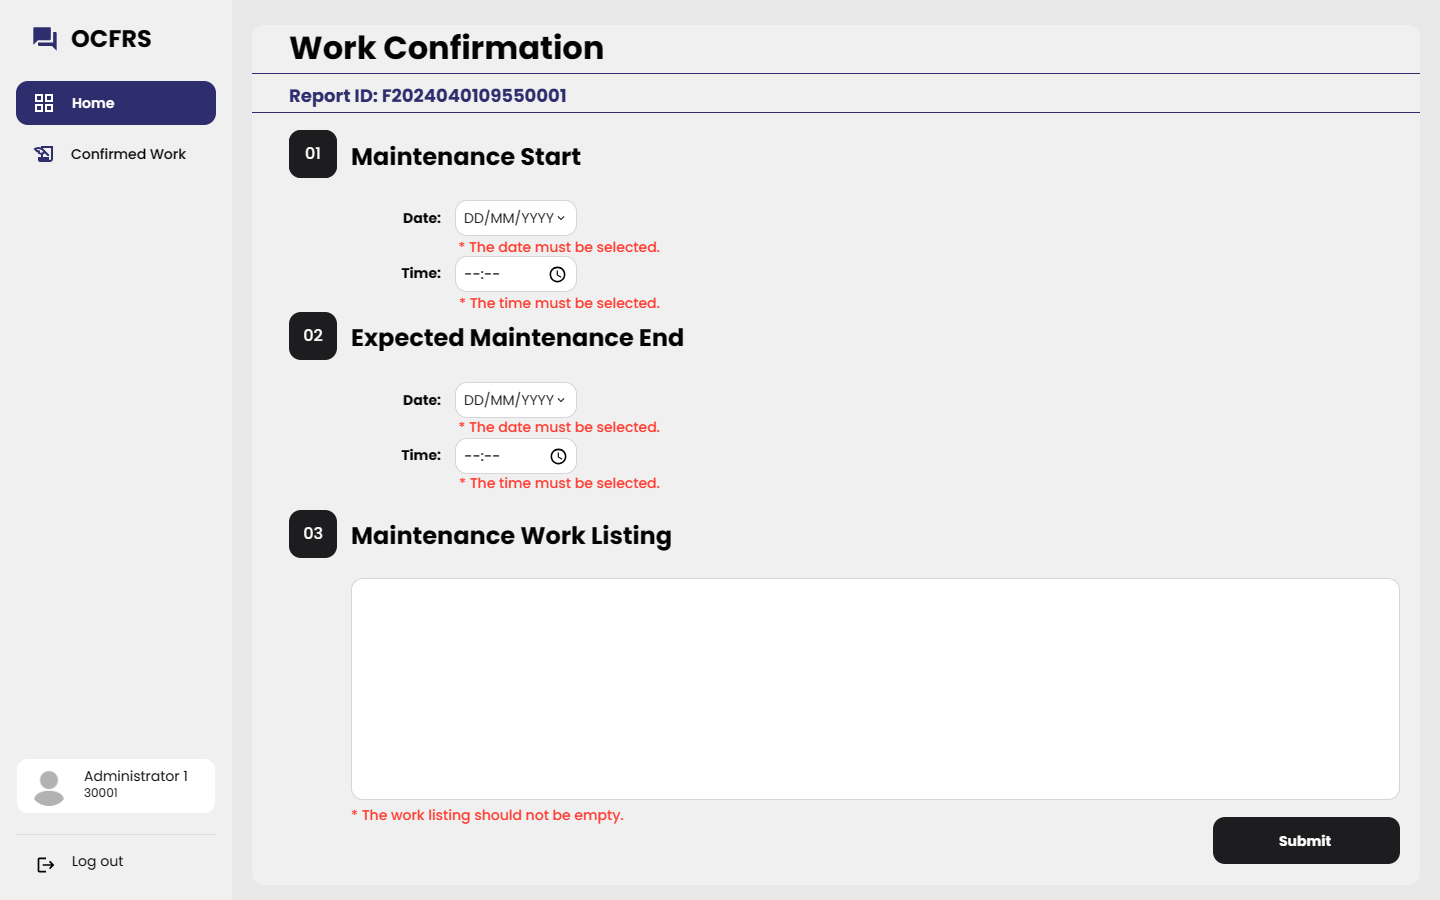 OCFRS
Home
Confirmed Work
Administrator 1
30001
Log out
Work Confirmation
Report ID: F2024040109550001
01 Maintenance Start
Date: DD/MM/YYYY
* The date must be selected.
Time: --:--
* The time must be selected.
02 Expected Maintenance End
Date: DD/MM/YYYY
* The date must be selected.
Time: --:--
* The time must be selected.
03 Maintenance Work Listing
* The work listing should not be empty.
Submit